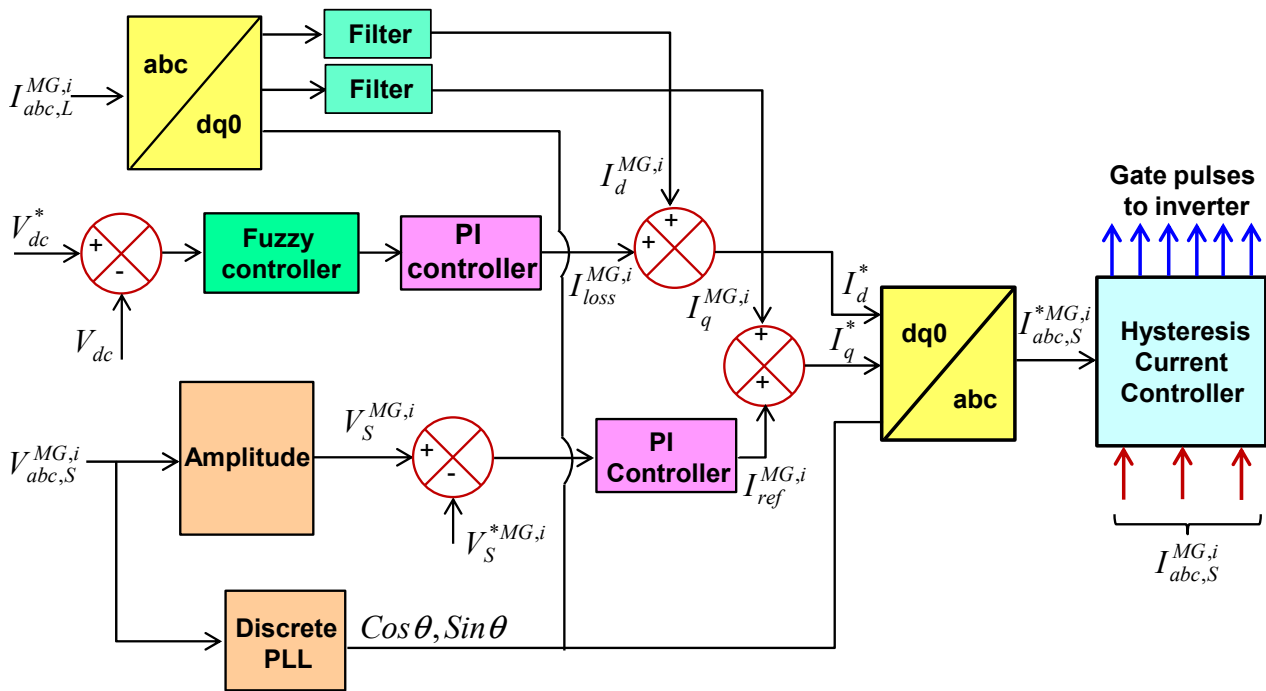 Filter
abc
Filter
I_{abc,L}^{MG,i}
dq0
I_d^{MG,i}
Gate pulses
to inverter
V_{dc}^*
+
-
Fuzzy
controller
PI
controller
I_{loss}^{MG,i}
+
+
I_q^{MG,i}
I_d^*
V_{dc}
+
+
I_q^*
dq0
abc
I_{abc,S}^{*MG,i}
Hysteresis
Current
Controller
V_{abc,S}^{MG,i}
Amplitude
V_S^{MG,i}
+
-
PI
Controller
I_{ref}^{MG,i}
V_S^{*MG,i}
I_{abc,S}^{MG,i}
Discrete
PLL
Cosθ, Sinθ